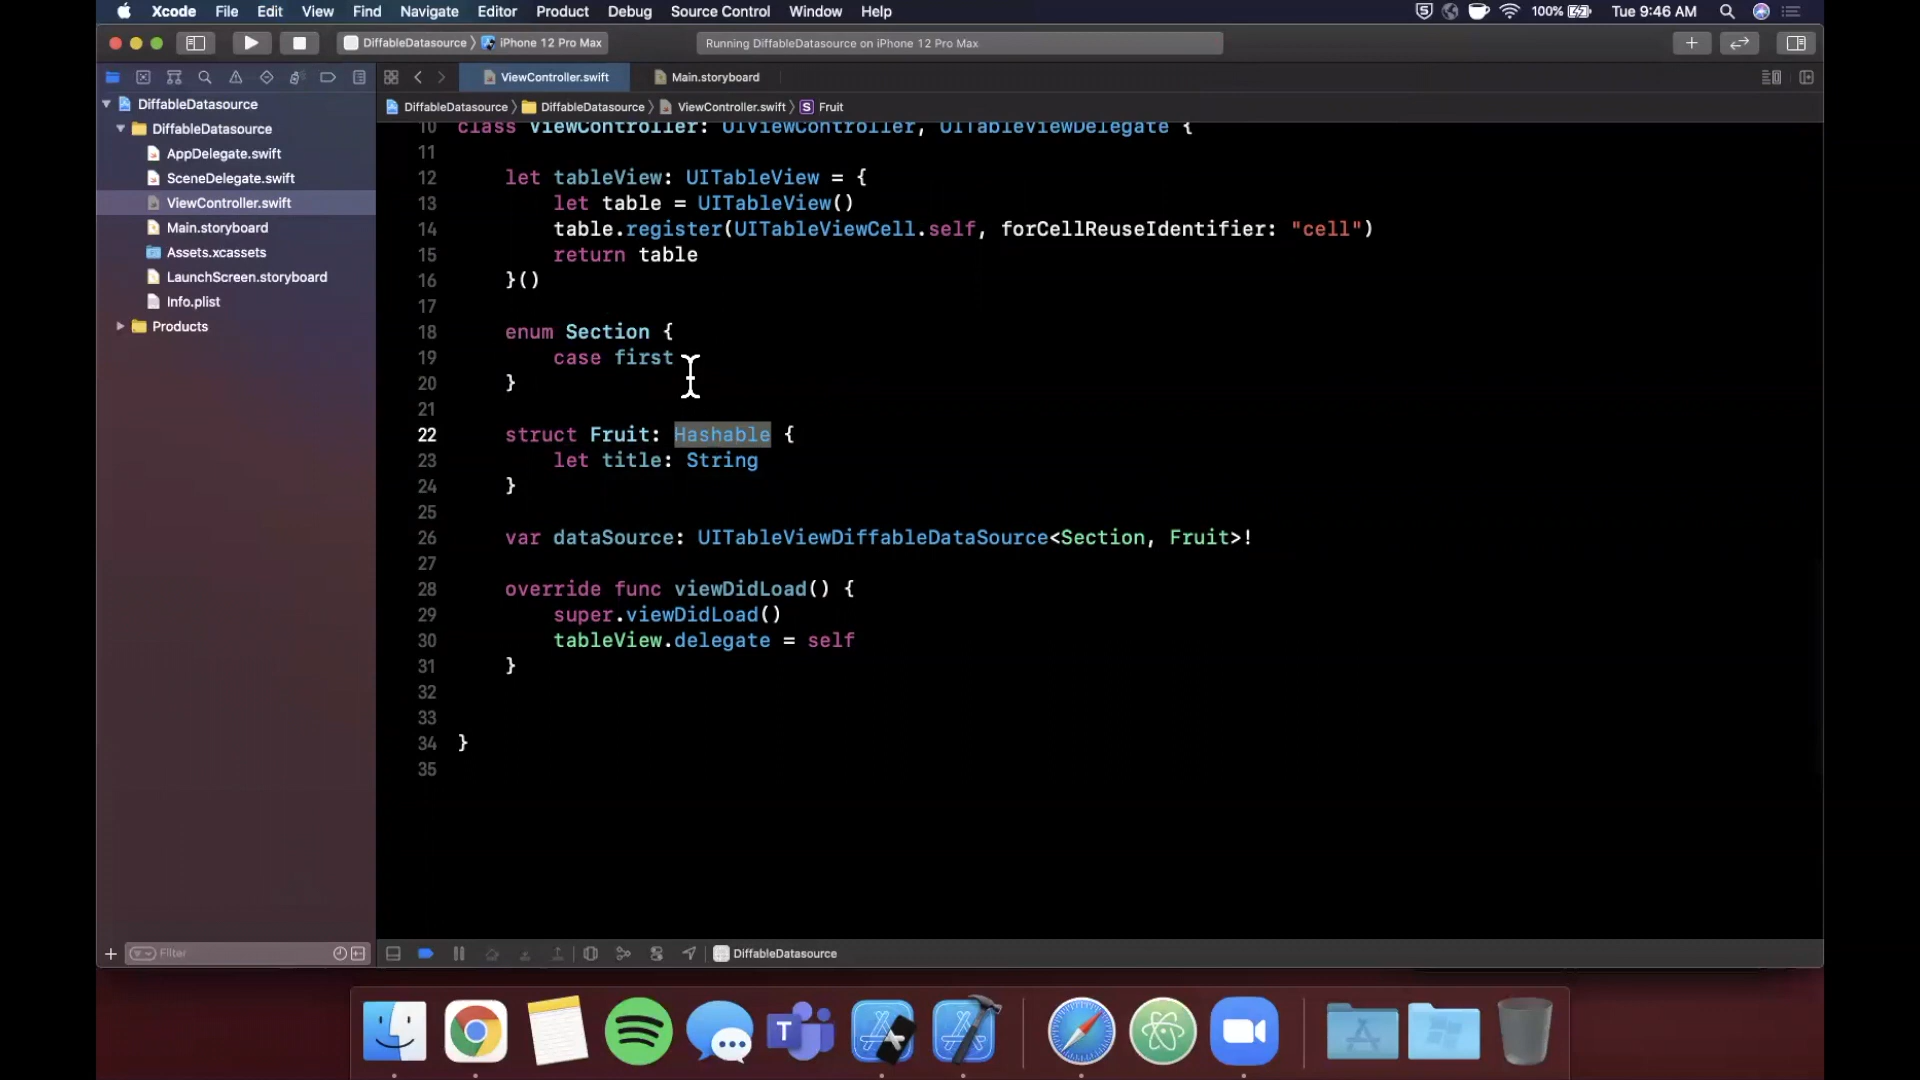 Xcode File Edit View Find Navigate Editor Product Debug Source Control Window Help 100% Tue 9:46 AM
DiffableDatasource iPhone 12 Pro Max Running DiffableDatasource on iPhone 12 Pro Max
ViewController.swift Main.storyboard
DiffableDatasource DiffableDatasource ViewController.swift S Fruit
DiffableDatasource
DiffableDatasource
AppDelegate.swift
SceneDelegate.swift
ViewController.swift
Main.storyboard
Assets.xcassets
LaunchScreen.storyboard
Info.plist
Products
10 class ViewController: UIViewController, UITableViewDelegate {
11
12 let tableView: UITableView = {
13 let table = UITableView()
14 table.register(UITableViewCell.self, forCellReuseIdentifier: "cell")
15 return table
16 }()
17
18 enum Section {
19 case first
20 }
21
22 struct Fruit: Hashable {
23 let title: String
24 }
25
26 var dataSource: UITableViewDiffableDataSource<Section, Fruit>!
27
28 override func viewDidLoad() {
29 super.viewDidLoad()
30 tableView.delegate = self
31 }
32
33
34 }
35
Filter DiffableDatasource
T